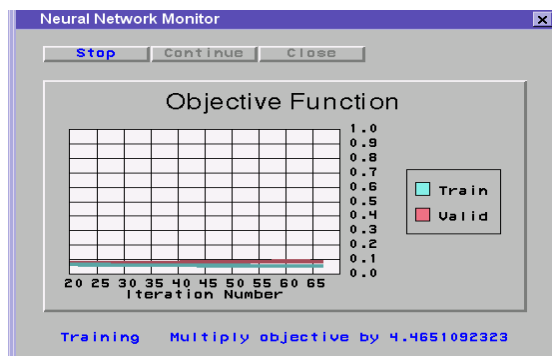 Neural Network Monitor
Stop Continue Close
Objective Function
1.0
0.9
0.8
0.7
0.6
0.5
0.4
0.3
0.2
0.1
0.0
Train
Valid
20 25 30 35 40 45 50 55 60 65
Iteration Number
Training Multiply objective by 4.4651092323